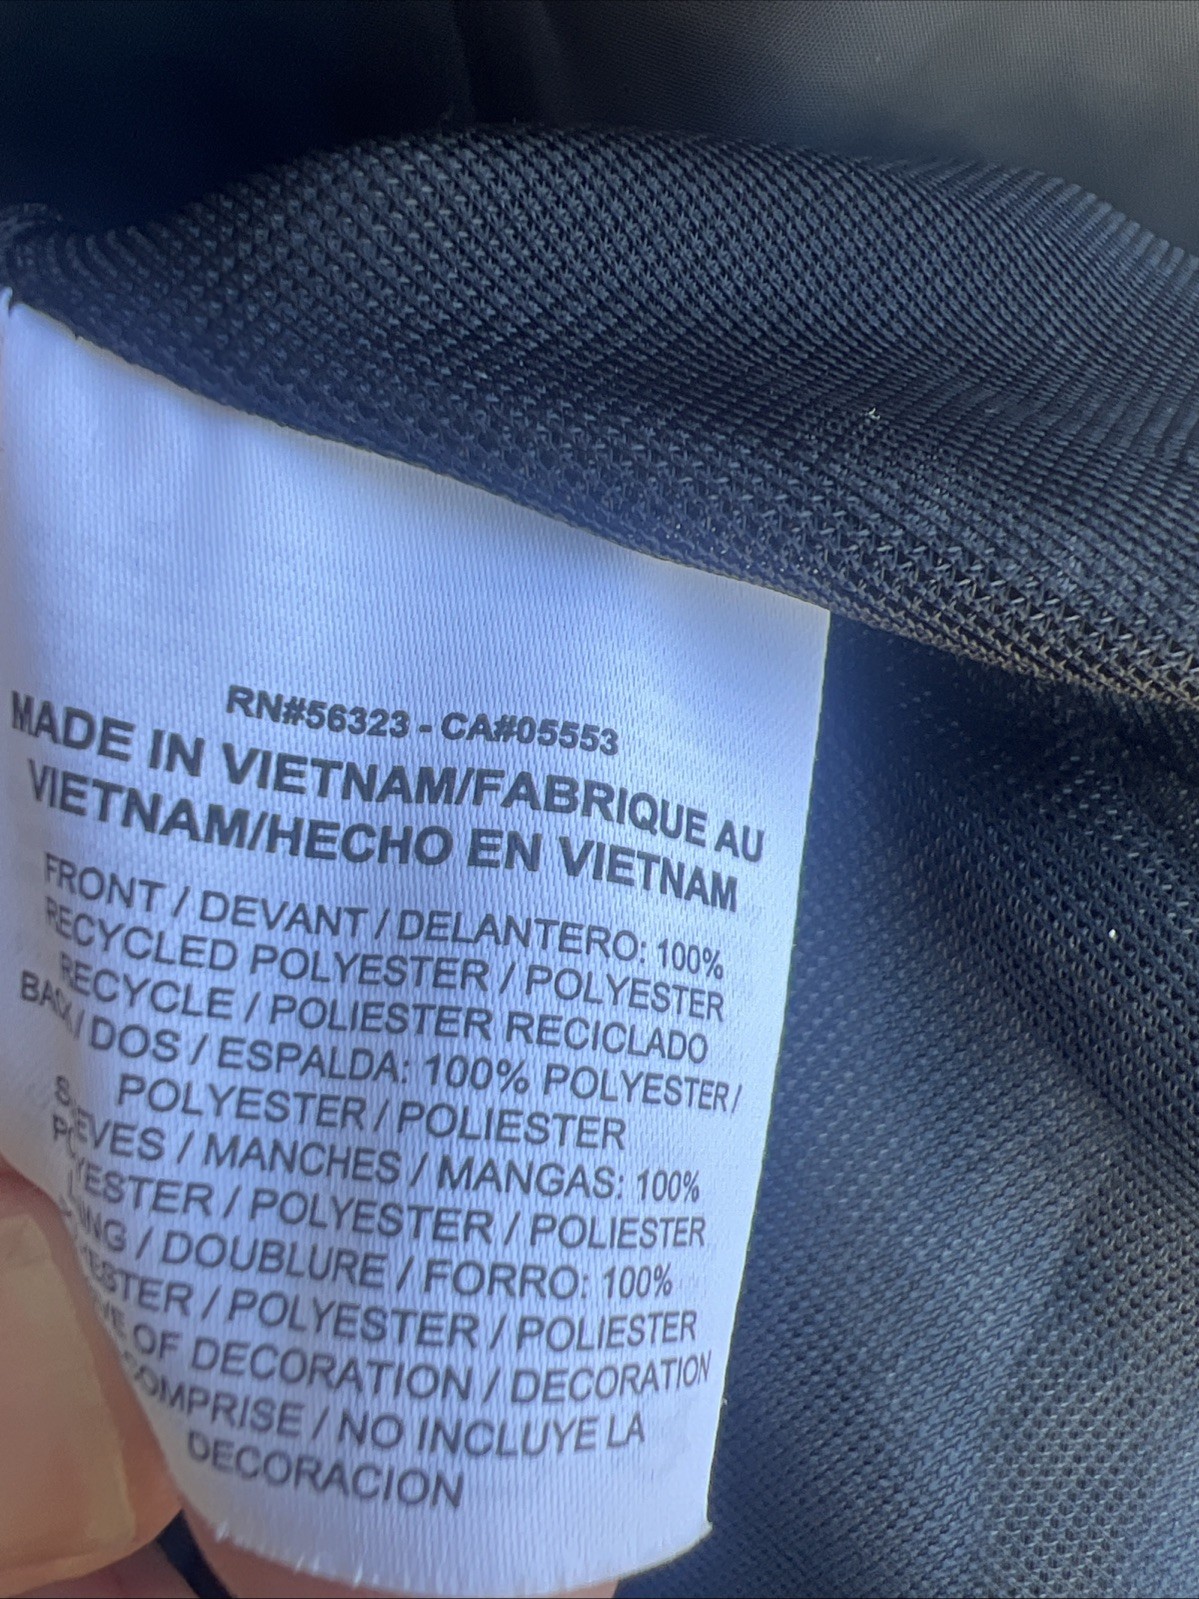 RN#56323 - CA#05553
MADE IN VIETNAM/FABRIQUE AU
VIETNAM/HECHO EN VIETNAM
FRONT / DEVANT / DELANTERO: 100%
RECYCLED POLYESTER / POLYESTER
RECYCLE / POLIESTER RECICLADO
BACK / DOS / ESPALDA: 100% POLYESTER/
POLYESTER / POLIESTER
/ MANCHES / MANGAS: 100%
/ POLYESTER / POLIESTER
/ DOUBLURE / FORRO: 100%
/ POLYESTER / POLIESTER
OF DECORATION / DECORATION
/ NO INCLUYE LA
DECORACION